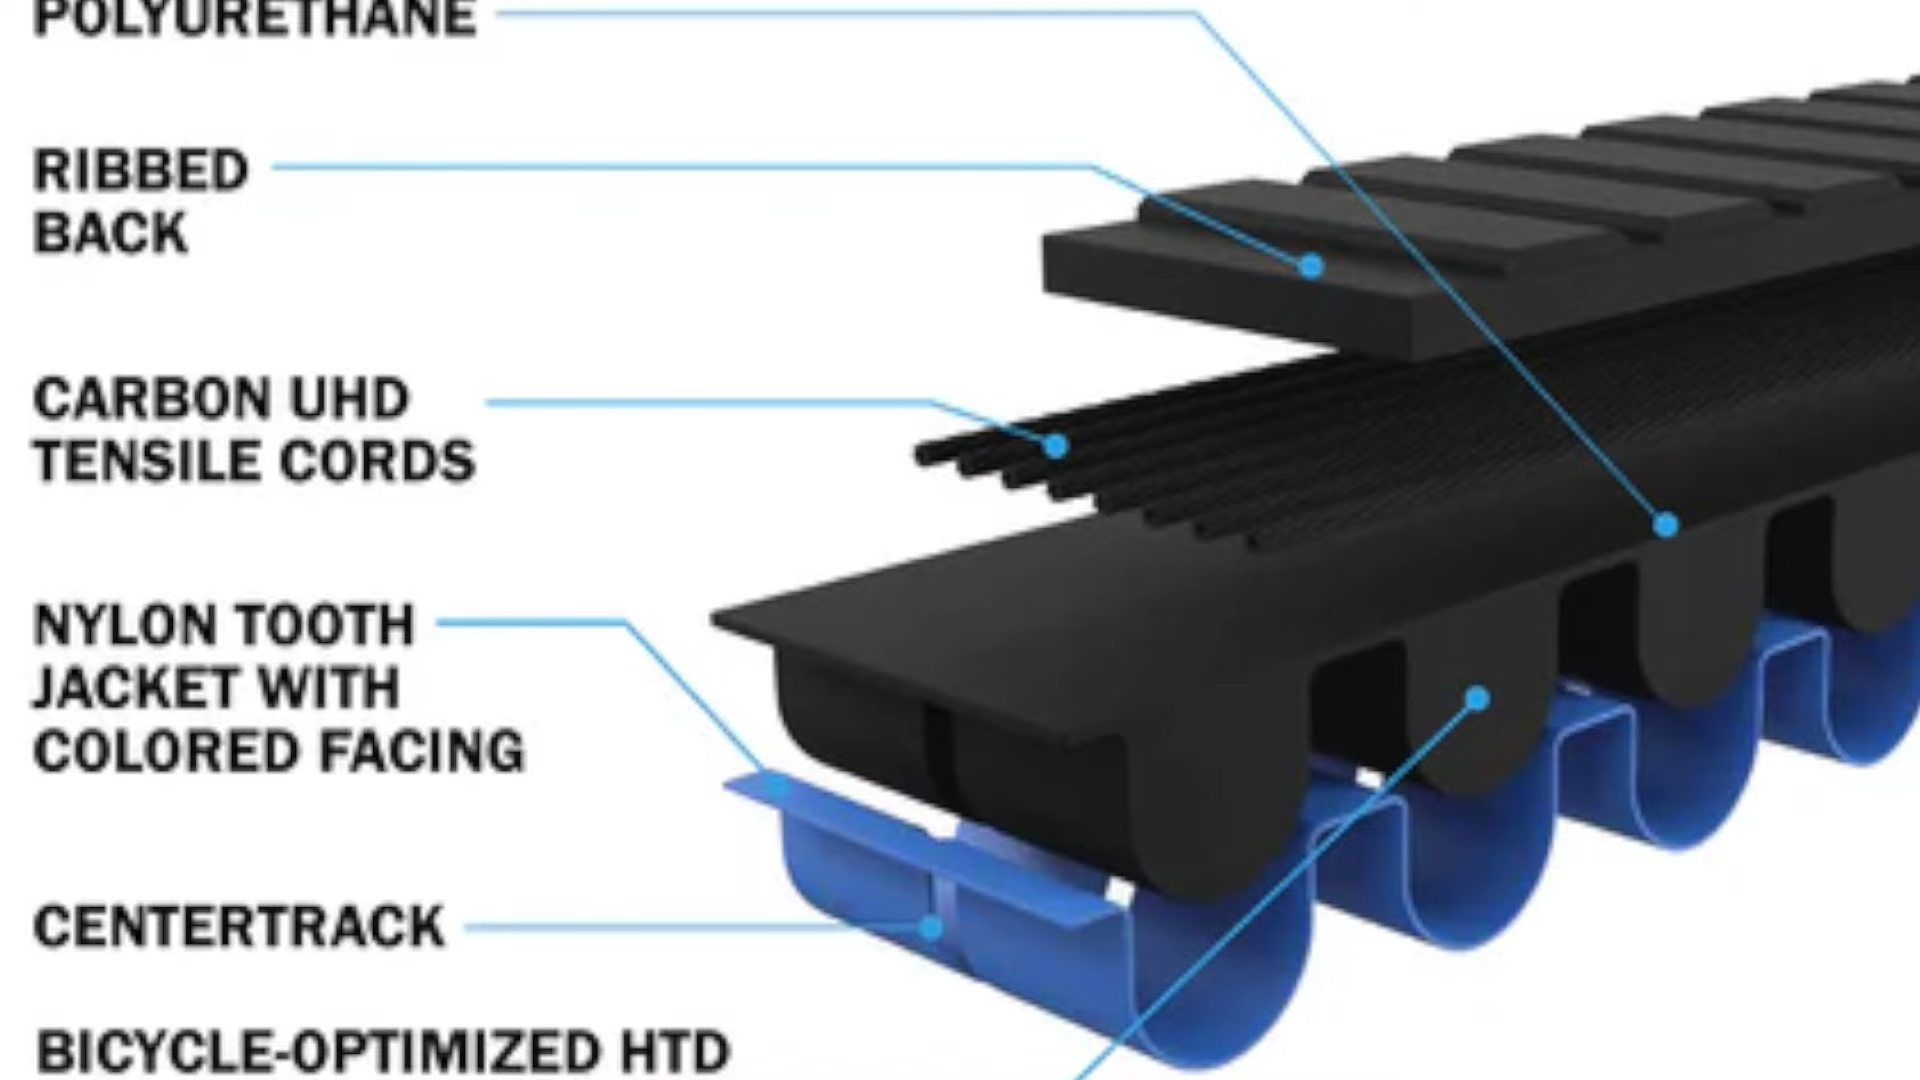 POLYURETHANE
RIBBED
BACK
CARBON UHD
TENSILE CORDS
NYLON TOOTH
JACKET WITH
COLORED FACING
CENTERTRACK
BICYCLE-OPTIMIZED HTD